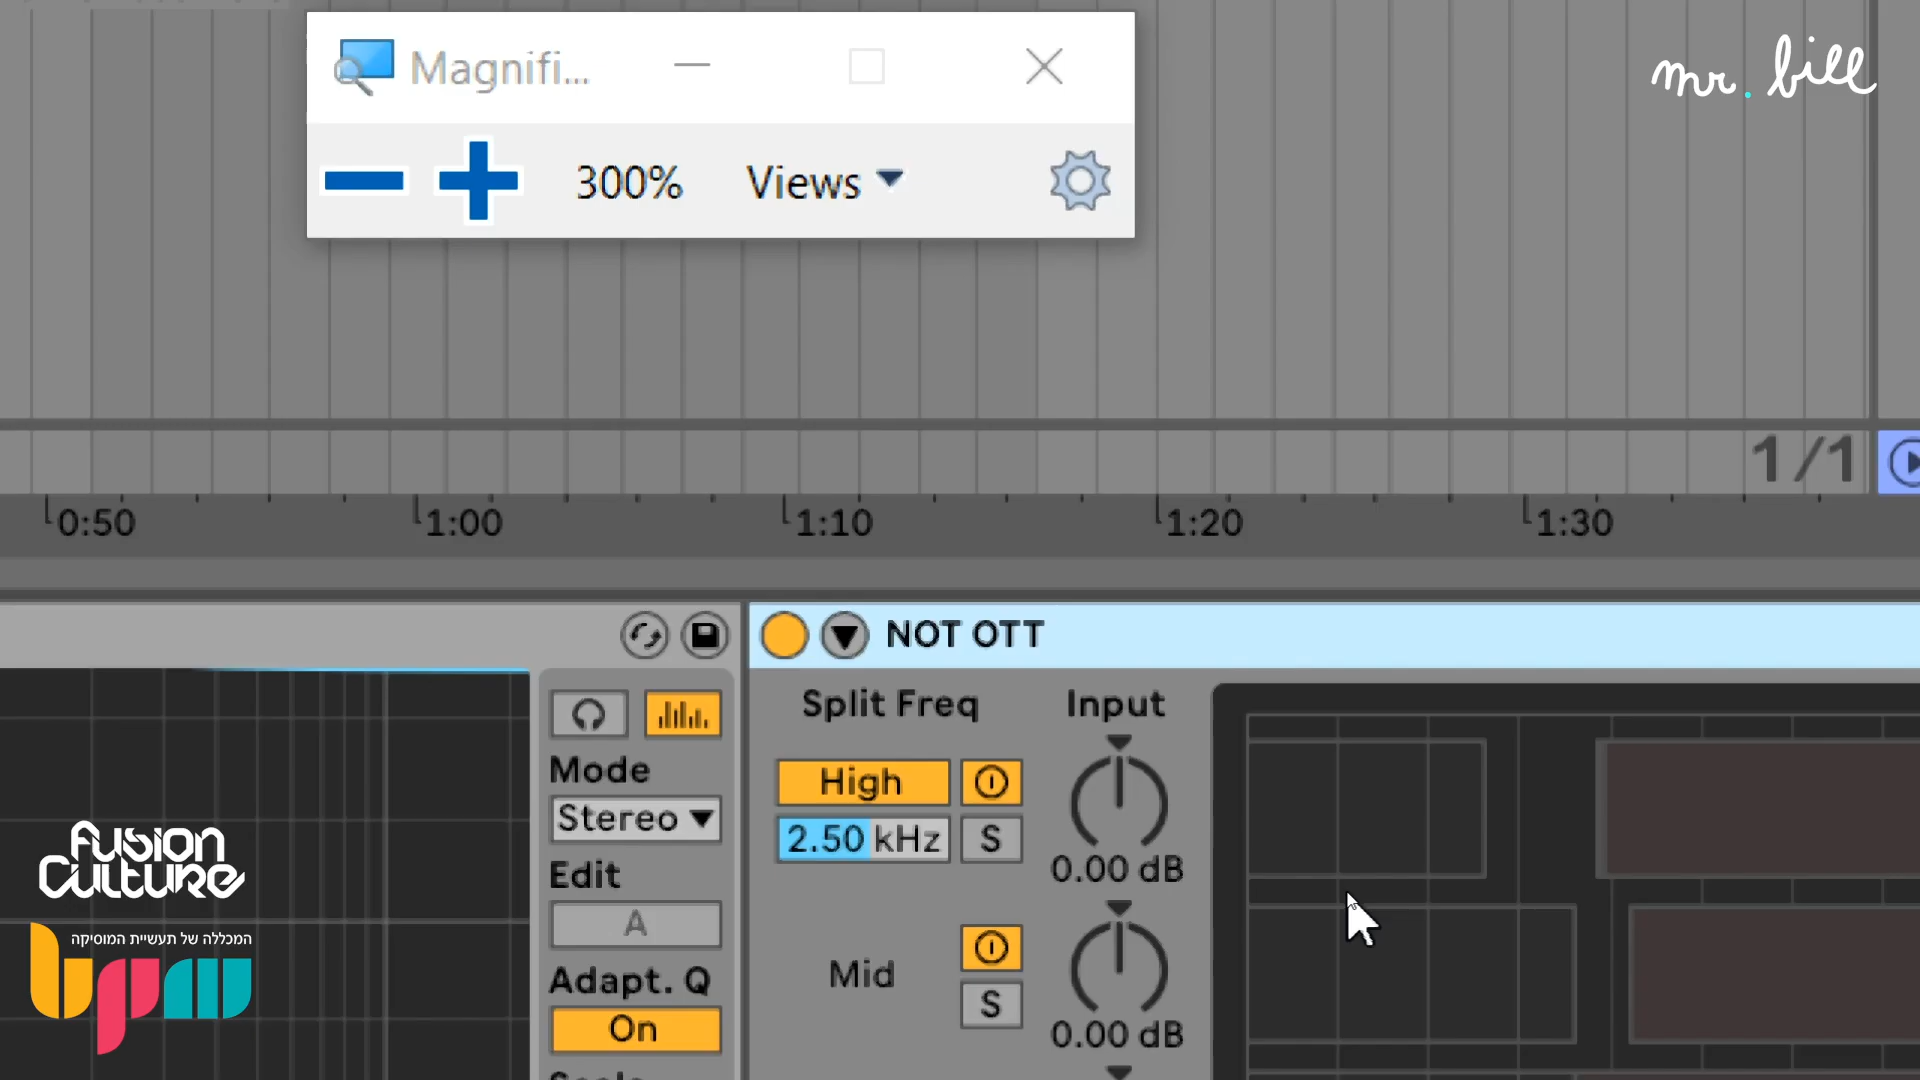 Magnifi...
mr. bill
300%
Views
1/1
0:50
1:00
1:10
1:20
1:30
NOT OTT
Split Freq
Input
High
Mode
Stereo
2.50 kHz
S
0.00 dB
Edit
A
fusion
culture
Mid
המכללה של תעשיית המוסיקה
bpm
Adapt. Q
S
On
0.00 dB